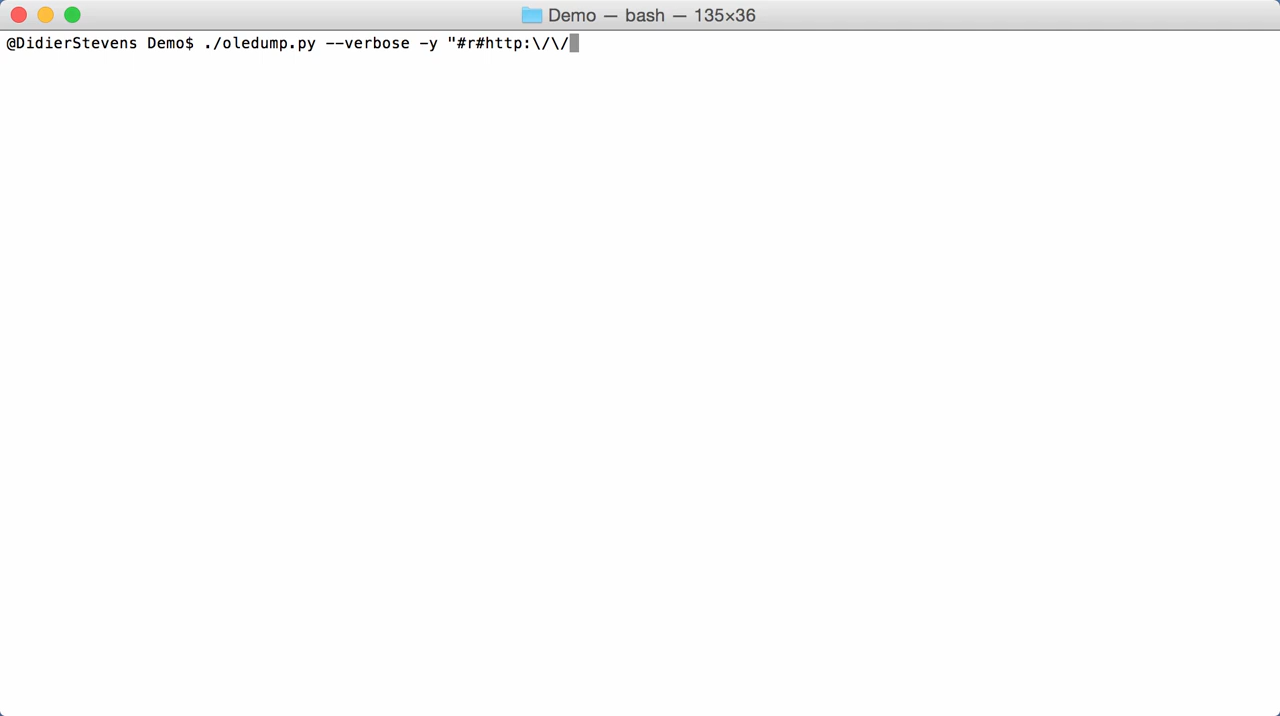 Demo — bash — 135×36
@DidierStevens Demo$ ./oledump.py --verbose -y "#r#http:\/\/